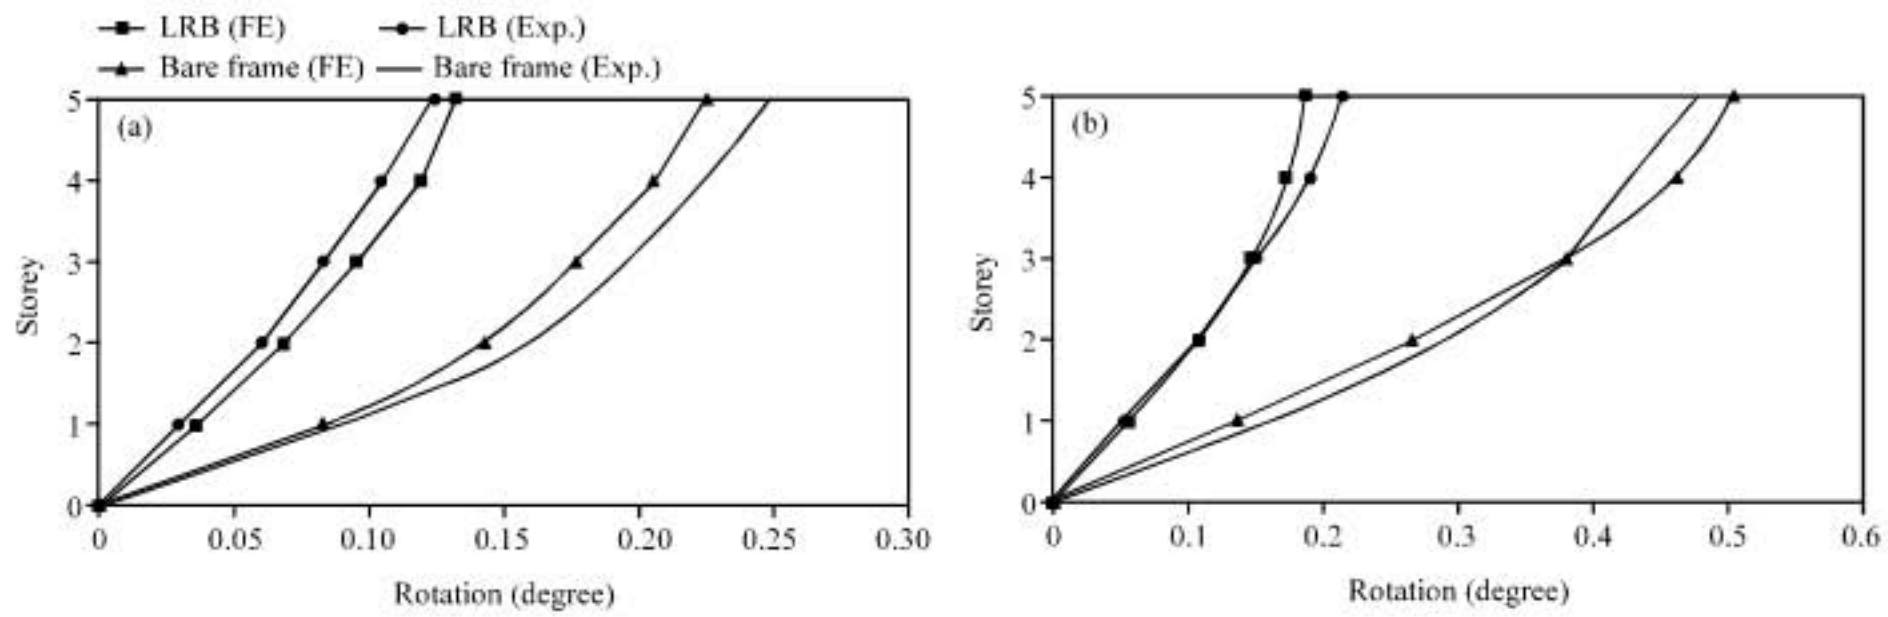 LRB (FE) LRB (Exp.)
Bare frame (FE) Bare frame (Exp.)
(a)
5
4
3
2
1
0
Storey
0 0.05 0.10 0.15 0.20 0.25 0.30
Rotation (degree)
(b)
5
4
3
2
1
0
Storey
0 0.1 0.2 0.3 0.4 0.5 0.6
Rotation (degree)